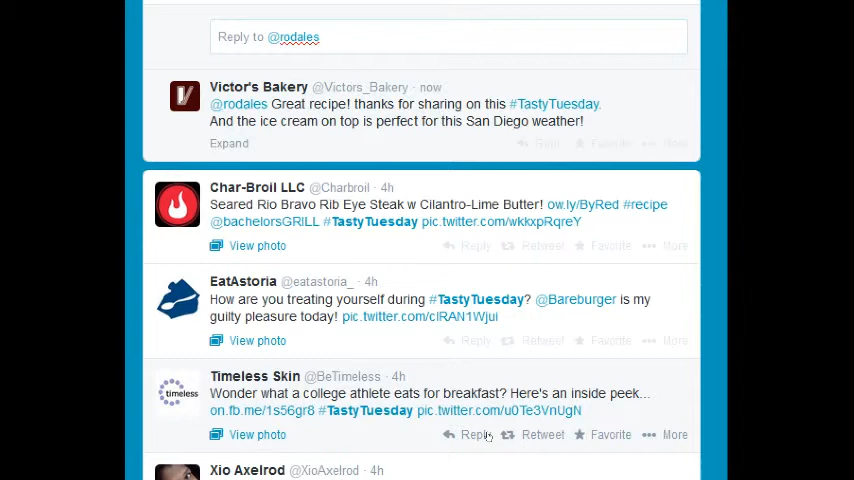 Reply to @rodales
Victor's Bakery @Victors_Bakery · now
@rodales Great recipe! thanks for sharing on this #TastyTuesday.
And the ice cream on top is perfect for this San Diego weather!
Expand Reply Favorite More
Char-Broil LLC @Charbroil · 4h
Seared Rio Bravo Rib Eye Steak w Cilantro-Lime Butter! ow.ly/ByRed #recipe
@bachelorsGRILL #TastyTuesday pic.twitter.com/wkkxpRqreY
View photo Reply Retweet Favorite More
EatAstoria @eatastoria_ · 4h
How are you treating yourself during #TastyTuesday? @Bareburger is my
guilty pleasure today! pic.twitter.com/clRAN1Wjui
View photo Reply Retweet Favorite More
Timeless Skin @BeTimeless · 4h
timeless
Wonder what a college athlete eats for breakfast? Here's an inside peek...
on.fb.me/1s56gr8 #TastyTuesday pic.twitter.com/u0Te3VnUgN
View photo Reply Retweet Favorite More
Xio Axelrod @XioAxelrod · 4h